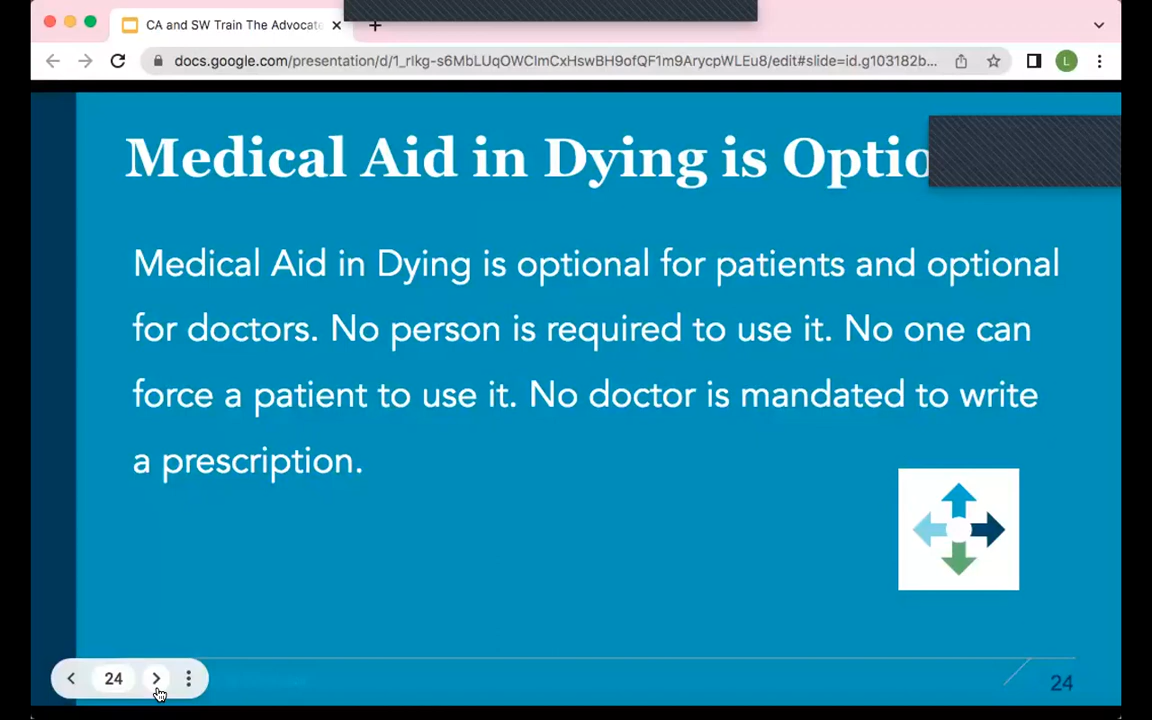 CA and SW Train The Advocate
docs.google.com/presentation/d/1_rlkg-s6MbLUqOWClmCxHswBH9ofQF1m9ArycpWLEu8/edit#slide=id.g103182b...
L
Medical Aid in Dying is Optio
Medical Aid in Dying is optional for patients and optional
for doctors. No person is required to use it. No one can
force a patient to use it. No doctor is mandated to write
a prescription.
24
24